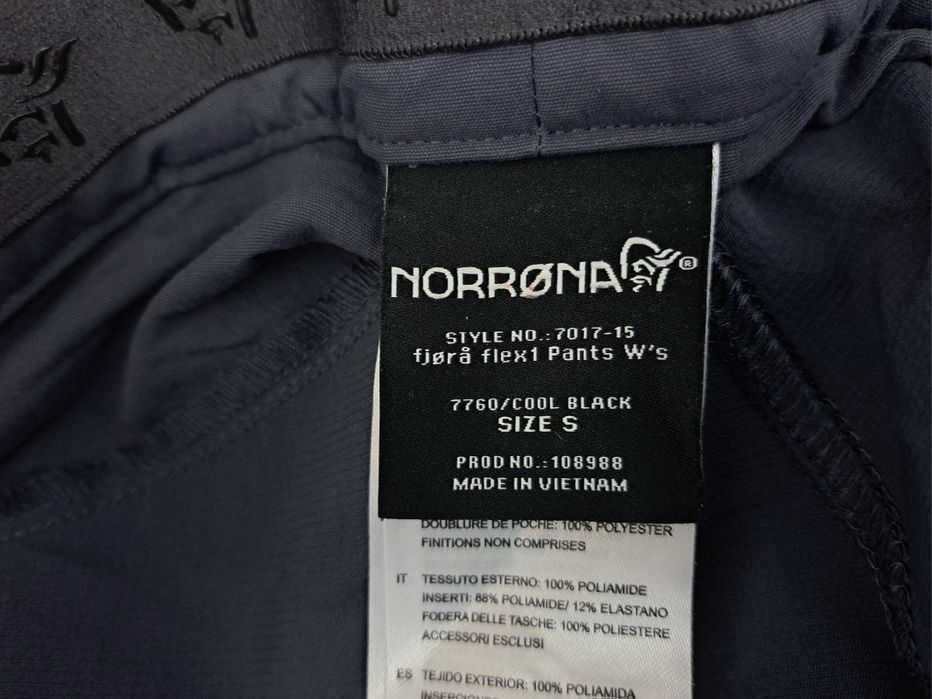 NORRØNA®
STYLE NO.: 7017-15
fjørå flex1 Pants W's
7760/COOL BLACK
SIZE S
PROD NO.: 108988
MADE IN VIETNAM
DOUBLURE DE POCHE: 100% POLYESTER
FINITIONS NON COMPRISES
IT TESSUTO ESTERNO: 100% POLIAMIDE
INSERTI: 88% POLIAMIDE/ 12% ELASTANO
FODERA DELLE TASCHE: 100% POLIESTERE
ACCESSORI ESCLUSI
ES TEJIDO EXTERIOR: 100% POLIAMIDA